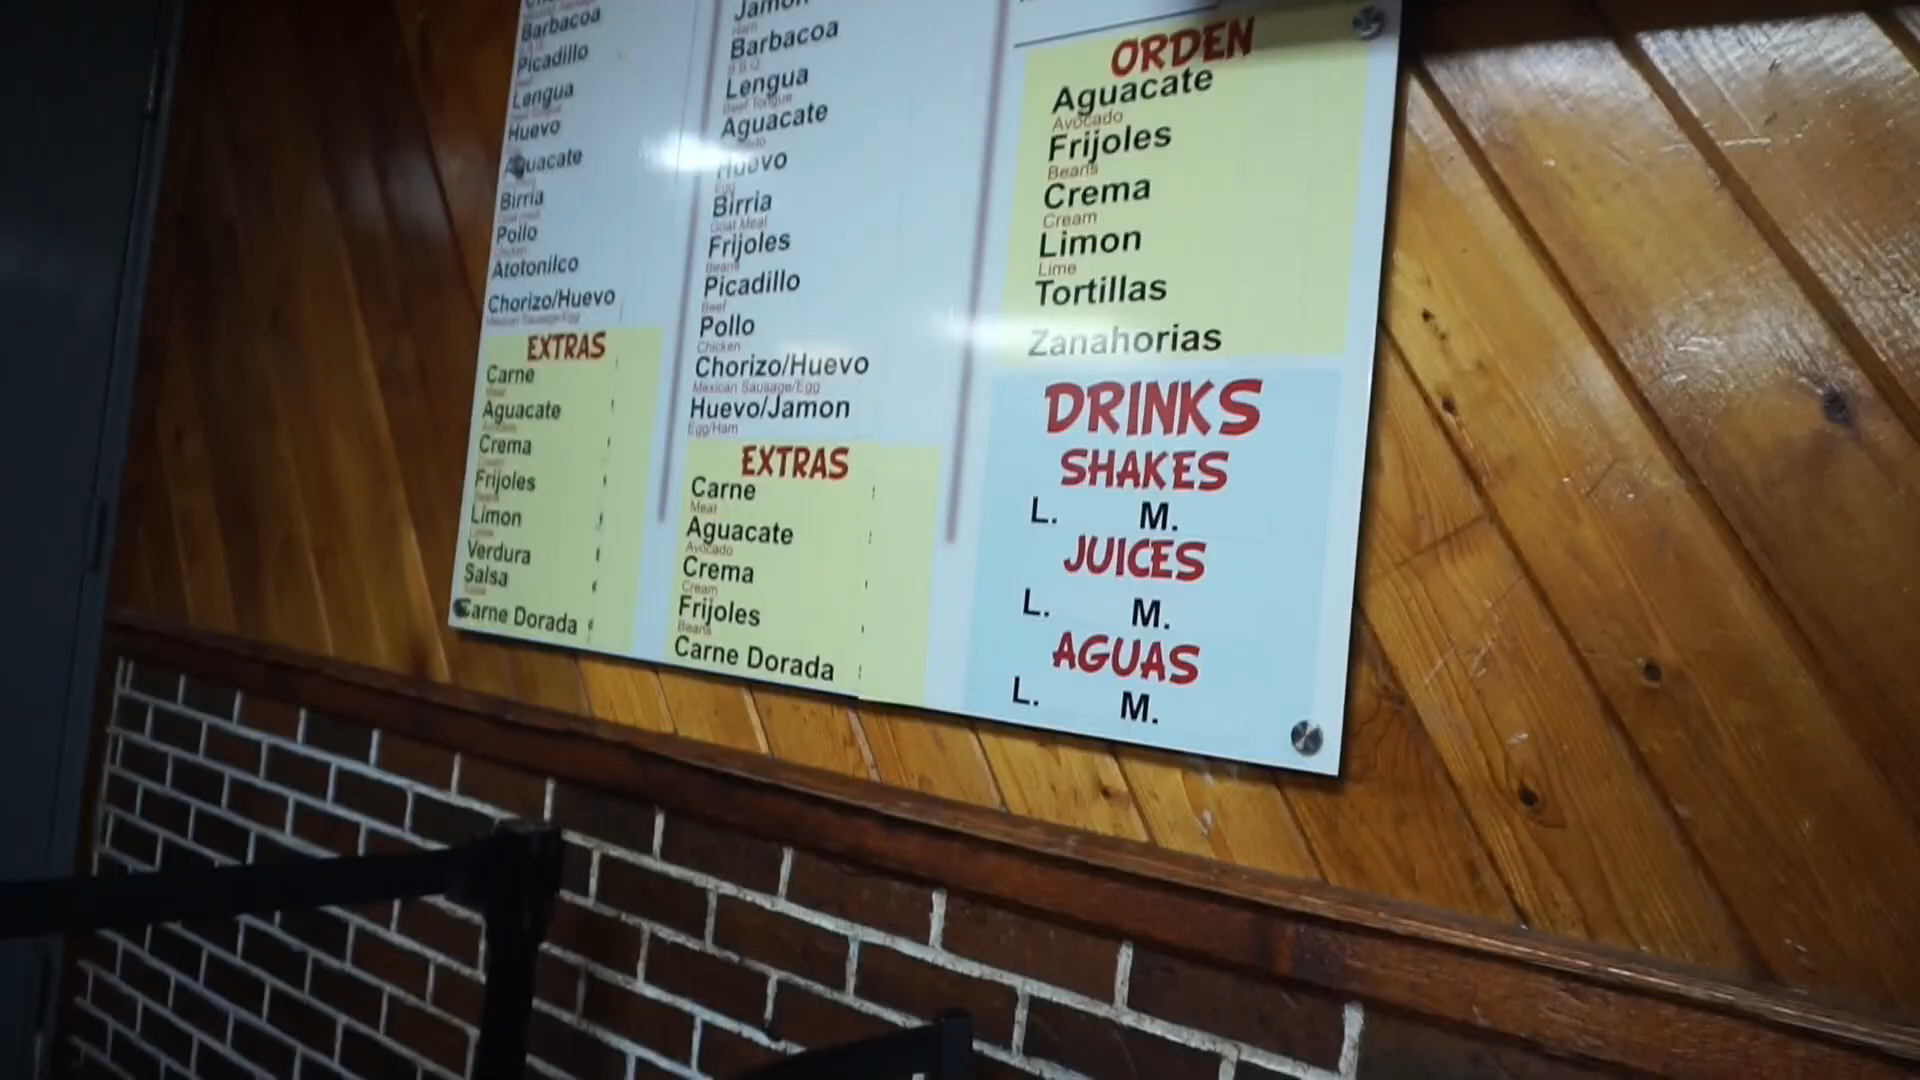 Barbacoa
Picadillo
Lengua
Huevo
Aguacate
Birria
Pollo
Chicken
Atotonilco
Chorizo/Huevo
Mexican Sausage/Egg
EXTRAS
Carne
Meat
Aguacate
Avocado
Crema
Cream
Frijoles
Beans
Limon
Verdura
Salsa
Carne Dorada
Jamon
Ham
Barbacoa
B.B.Q.
Lengua
Beef Tongue
Aguacate
Huevo
Egg
Birria
Goat Meat
Frijoles
Beans
Picadillo
Beef
Pollo
Chicken
Chorizo/Huevo
Mexican Sausage/Egg
Huevo/Jamon
Egg/Ham
EXTRAS
Carne
Meat
Aguacate
Avocado
Crema
Cream
Frijoles
Beans
Carne Dorada
ORDEN
Aguacate
Avocado
Frijoles
Beans
Crema
Cream
Limon
Lime
Tortillas
Zanahorias
DRINKS
SHAKES
L. M.
JUICES
L. M.
AGUAS
L. M.